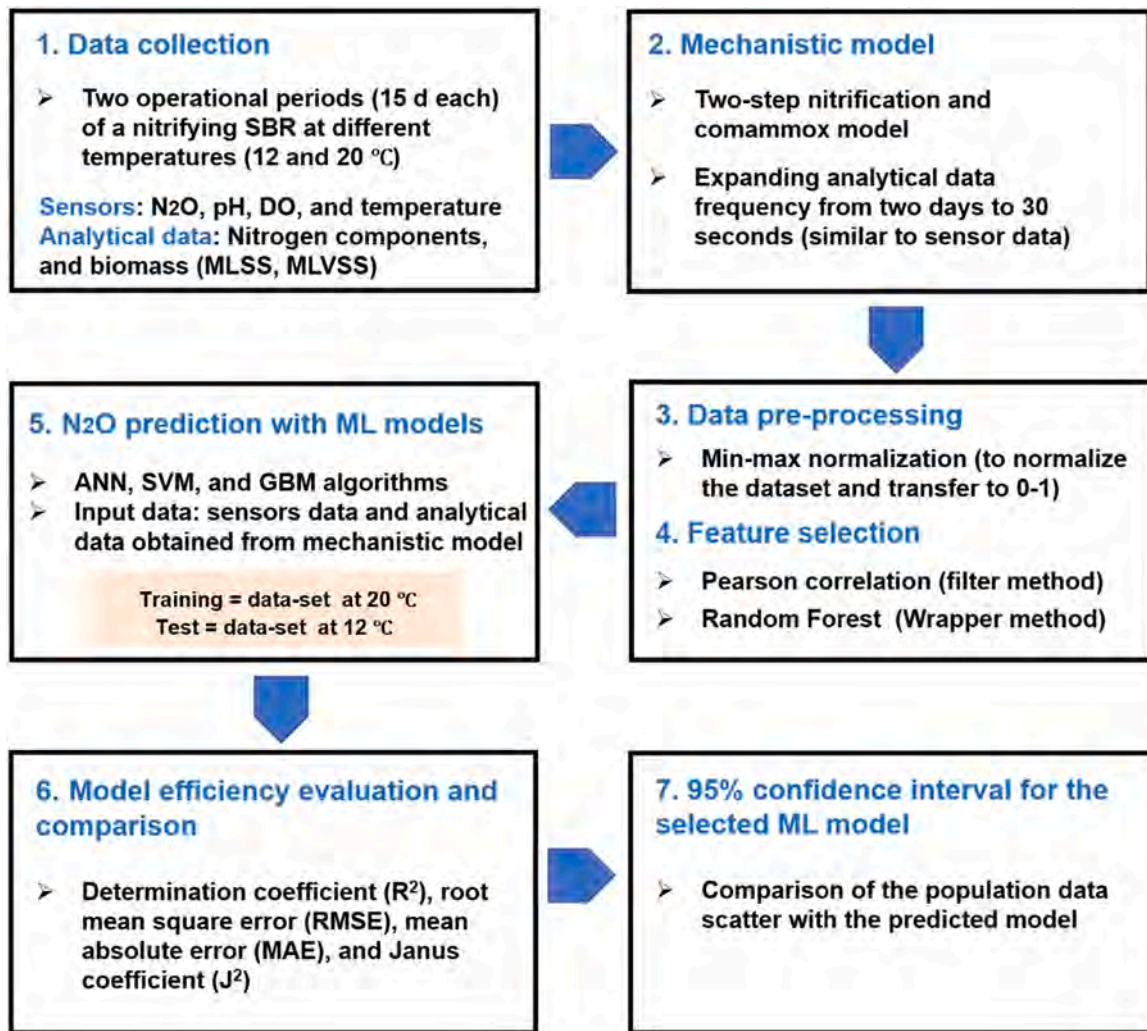 1. Data collection
➢ Two operational periods (15 d each)
of a nitrifying SBR at different
temperatures (12 and 20 ℃)
Sensors: N2O, pH, DO, and temperature
Analytical data: Nitrogen components,
and biomass (MLSS, MLVSS)
2. Mechanistic model
➢ Two-step nitrification and
comammox model
➢ Expanding analytical data
frequency from two days to 30
seconds (similar to sensor data)
3. Data pre-processing
➢ Min-max normalization (to normalize
the dataset and transfer to 0-1)
4. Feature selection
➢ Pearson correlation (filter method)
➢ Random Forest (Wrapper method)
5. N2O prediction with ML models
➢ ANN, SVM, and GBM algorithms
➢ Input data: sensors data and analytical
data obtained from mechanistic model
Training = data-set at 20 ℃
Test = data-set at 12 ℃
6. Model efficiency evaluation and
comparison
➢ Determination coefficient (R²), root
mean square error (RMSE), mean
absolute error (MAE), and Janus
coefficient (J²)
7. 95% confidence interval for the
selected ML model
➢ Comparison of the population data
scatter with the predicted model